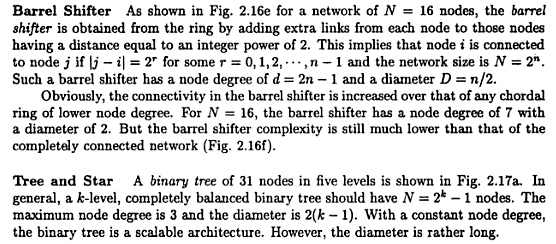 Barrel Shifter As shown in Fig. 2.16e for a network of N = 16 nodes, the barrel
shifter is obtained from the ring by adding extra links from each node to those nodes
having a distance equal to an integer power of 2. This implies that node i is connected
to node j if |j − i| = 2^r for some r = 0, 1, 2, ⋯, n − 1 and the network size is N = 2^n.
Such a barrel shifter has a node degree of d = 2n − 1 and a diameter D = n/2.
Obviously, the connectivity in the barrel shifter is increased over that of any chordal
ring of lower node degree. For N = 16, the barrel shifter has a node degree of 7 with
a diameter of 2. But the barrel shifter complexity is still much lower than that of the
completely connected network (Fig. 2.16f).
Tree and Star A binary tree of 31 nodes in five levels is shown in Fig. 2.17a. In
general, a k-level, completely balanced binary tree should have N = 2^k − 1 nodes. The
maximum node degree is 3 and the diameter is 2(k − 1). With a constant node degree,
the binary tree is a scalable architecture. However, the diameter is rather long.